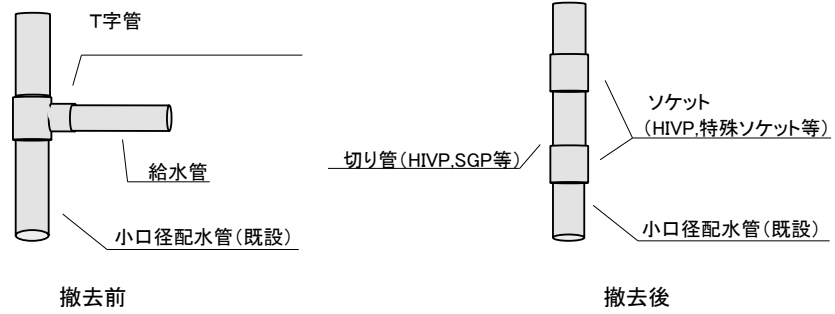 T字管
給水管
小口径配水管(既設)
撤去前
ソケット
(HIVP,特殊ソケット等)
切り管(HIVP,SGP等)
小口径配水管(既設)
撤去後